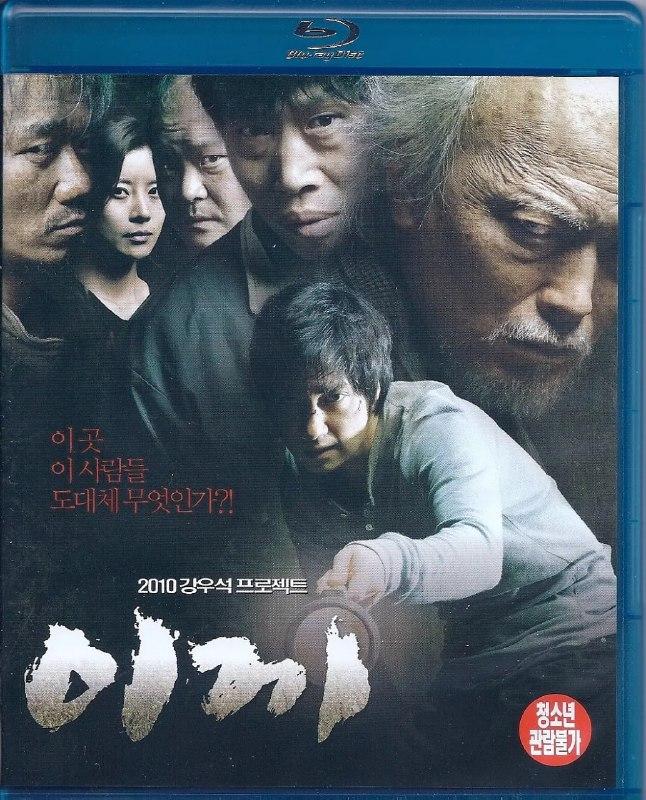 Blu-ray Disc
이 곳
이 사람들
도대체 무엇인가?!
2010 강우석 프로젝트
이끼
청소년
관람불가